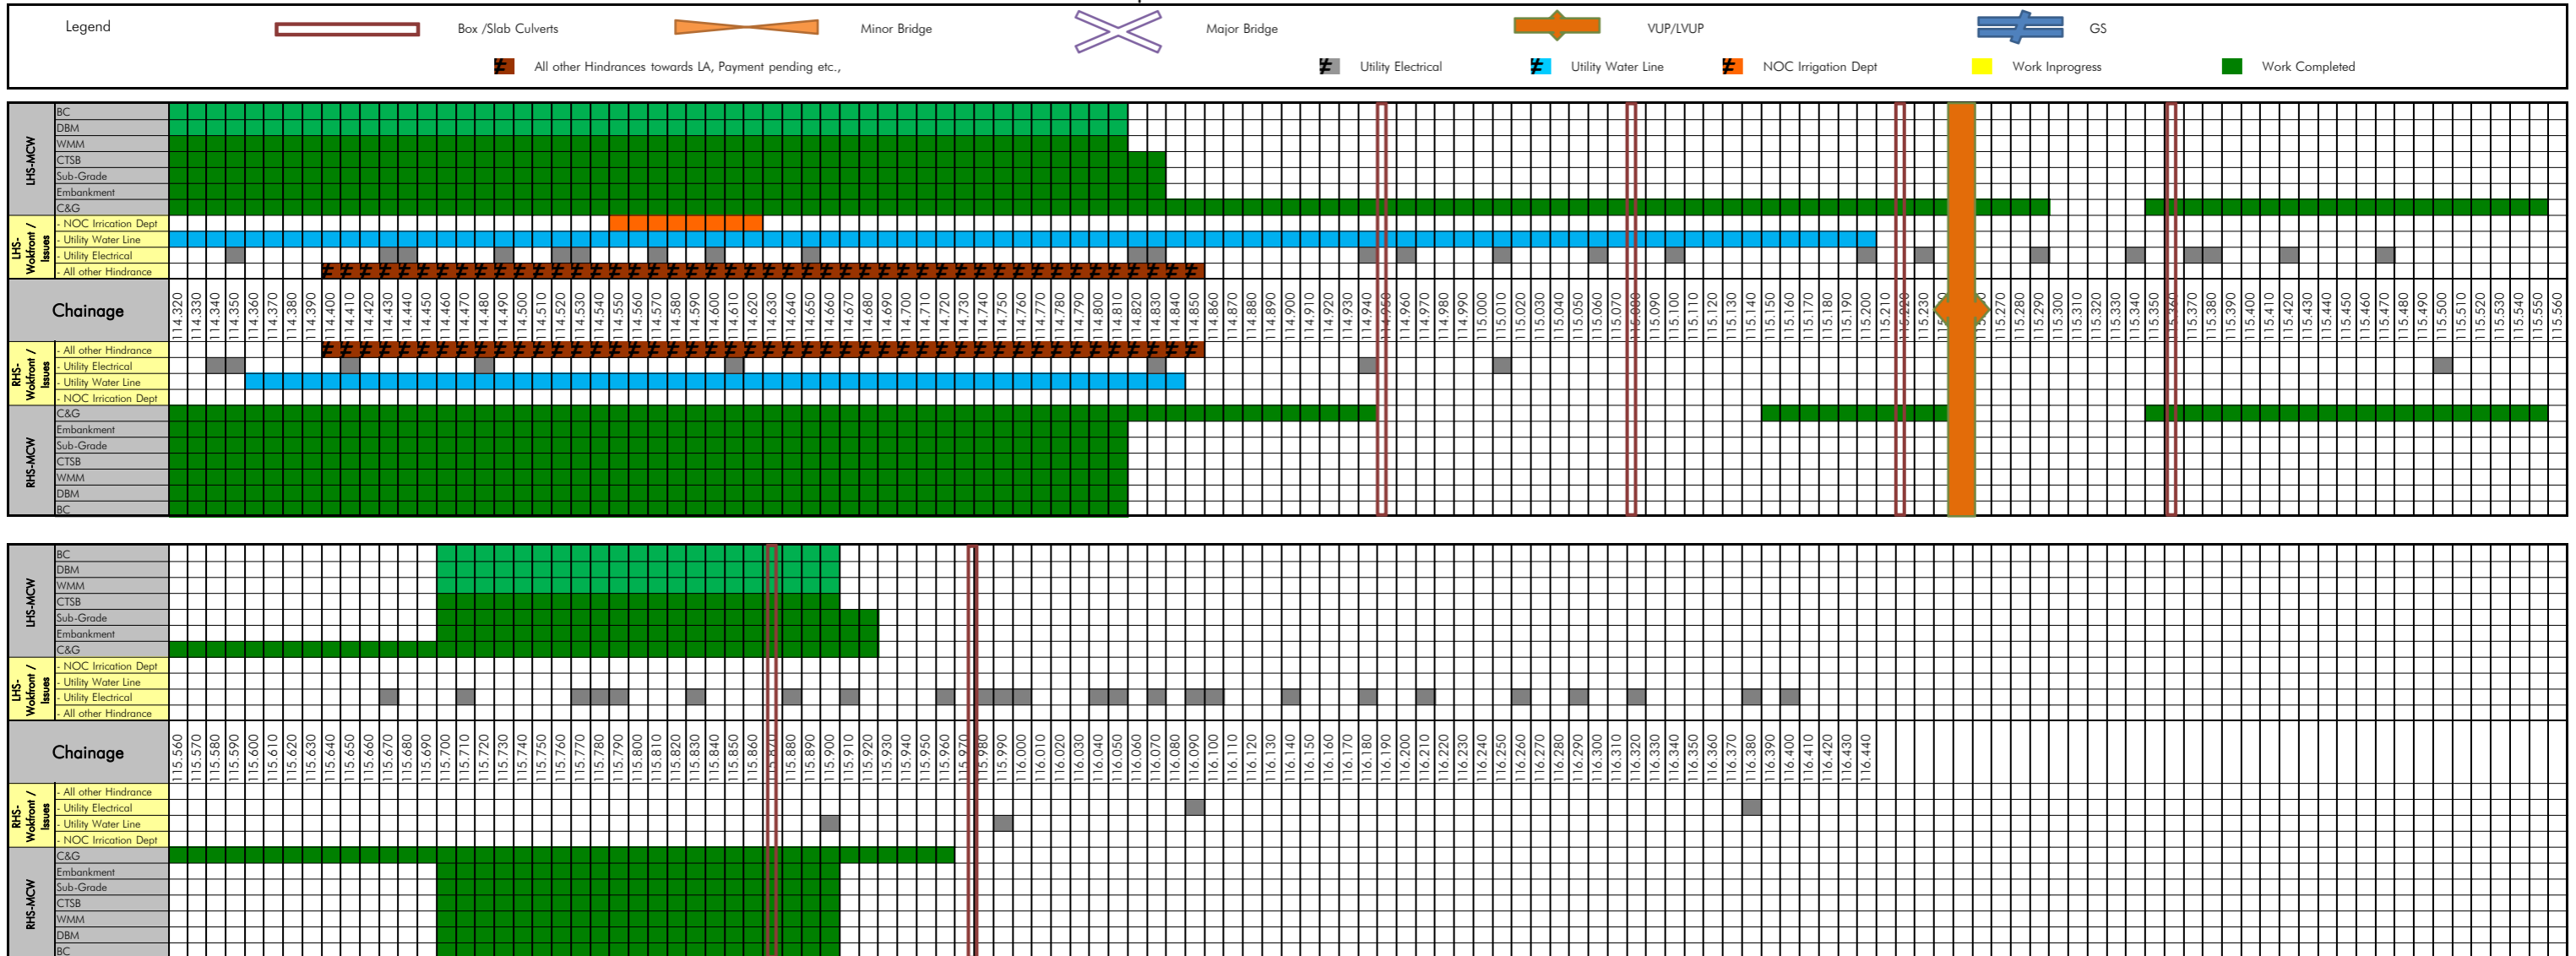 Legend
Box /Slab Culverts
Minor Bridge
Major Bridge
VUP/LVUP
GS
All other Hindrances towards LA, Payment pending etc.,
Utility Electrical
Utility Water Line
NOC Irrigation Dept
Work Inprogress
Work Completed
LHS-MCW
BC
DBM
WMM
CTSB
Sub-Grade
Embankment
C&G
LHS-
Wokfront /
Issues
- NOC Irrication Dept
- Utility Water Line
- Utility Electrical
- All other Hindrance
Chainage
114.320 114.330 114.340 114.350 114.360 114.370 114.380 114.390 114.400 114.410 114.420 114.430 114.440 114.450 114.460 114.470 114.480 114.490 114.500 114.510 114.520 114.530 114.540 114.550 114.560 114.570 114.580 114.590 114.600 114.610 114.620 114.630 114.640 114.650 114.660 114.670 114.680 114.690 114.700 114.710 114.720 114.730 114.740 114.750 114.760 114.770 114.780 114.790 114.800 114.810 114.820 114.830 114.840 114.850 114.860 114.870 114.880 114.890 114.900 114.910 114.920 114.930 114.940 114.950 114.960 114.970 114.980 114.990 115.000 115.010 115.020 115.030 115.040 115.050 115.060 115.070 115.080 115.090 115.100 115.110 115.120 115.130 115.140 115.150 115.160 115.170 115.180 115.190 115.200 115.210 115.220 115.230 115.270 115.280 115.290 115.300 115.310 115.320 115.330 115.340 115.350 115.360 115.370 115.380 115.390 115.400 115.410 115.420 115.430 115.440 115.450 115.460 115.470 115.480 115.490 115.500 115.510 115.520 115.530 115.540 115.550 115.560
RHS-
Wokfront /
Issues
- All other Hindrance
- Utility Electrical
- Utility Water Line
- NOC Irrication Dept
RHS-MCW
C&G
Embankment
Sub-Grade
CTSB
WMM
DBM
BC
LHS-MCW
BC
DBM
WMM
CTSB
Sub-Grade
Embankment
C&G
LHS-
Wokfront /
Issues
- NOC Irrication Dept
- Utility Water Line
- Utility Electrical
- All other Hindrance
Chainage
115.560 115.570 115.580 115.590 115.600 115.610 115.620 115.630 115.640 115.650 115.660 115.670 115.680 115.690 115.700 115.710 115.720 115.730 115.740 115.750 115.760 115.770 115.780 115.790 115.800 115.810 115.820 115.830 115.840 115.850 115.860 115.870 115.880 115.890 115.900 115.910 115.920 115.930 115.940 115.950 115.960 115.970 115.980 115.990 116.000 116.010 116.020 116.030 116.040 116.050 116.060 116.070 116.080 116.090 116.100 116.110 116.120 116.130 116.140 116.150 116.160 116.170 116.180 116.190 116.200 116.210 116.220 116.230 116.240 116.250 116.260 116.270 116.280 116.290 116.300 116.310 116.320 116.330 116.340 116.350 116.360 116.370 116.380 116.390 116.400 116.410 116.420 116.430 116.440
RHS-
Wokfront /
Issues
- All other Hindrance
- Utility Electrical
- Utility Water Line
- NOC Irrication Dept
RHS-MCW
C&G
Embankment
Sub-Grade
CTSB
WMM
DBM
BC